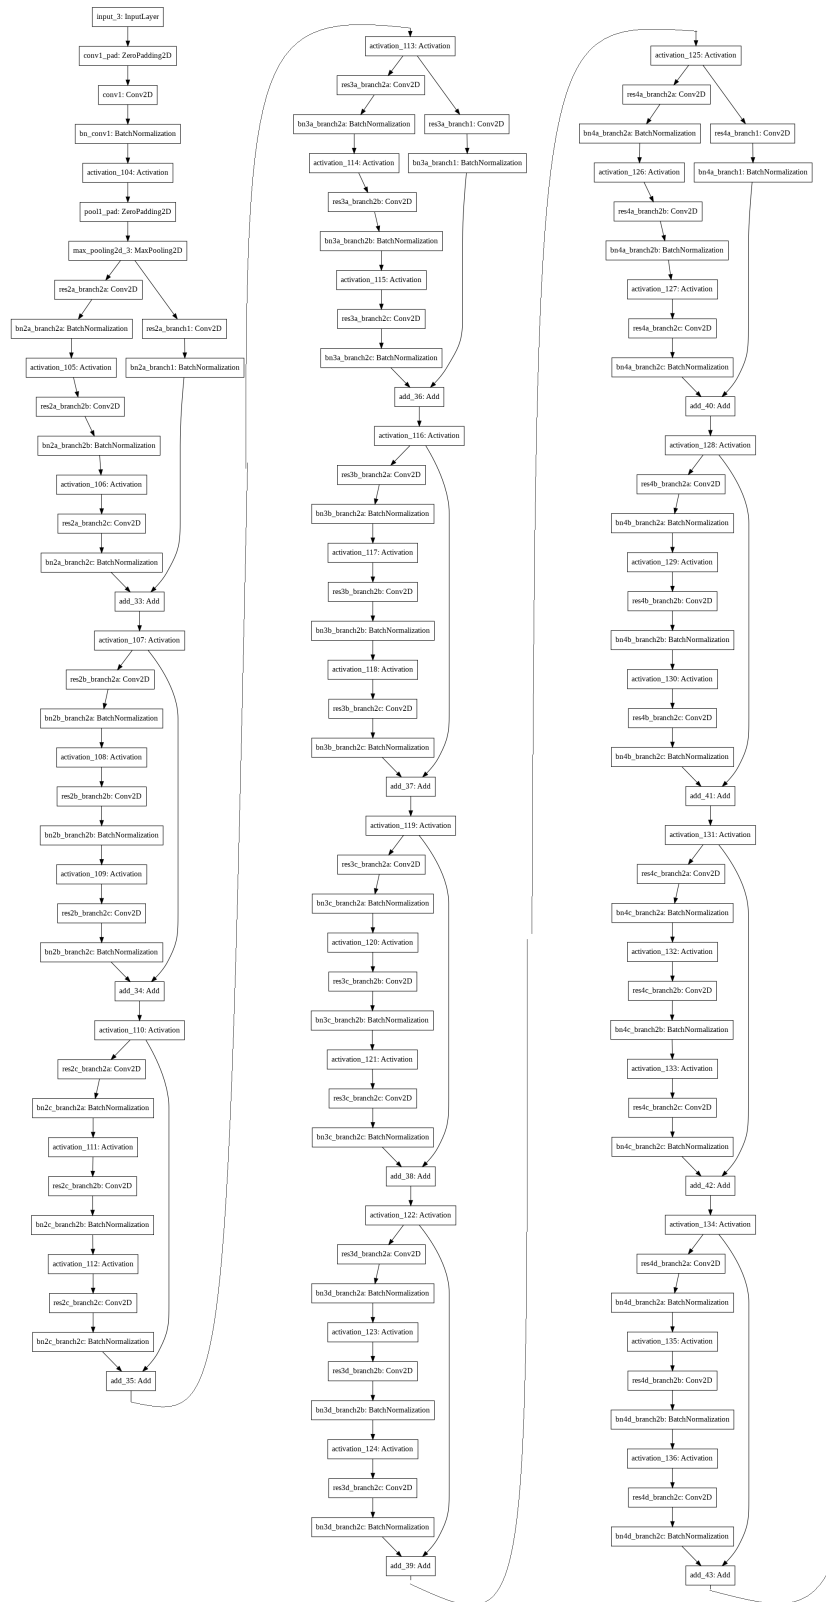 input_3: InputLayer
conv1_pad: ZeroPadding2D
conv1: Conv2D
bn_conv1: BatchNormalization
activation_104: Activation
pool1_pad: ZeroPadding2D
max_pooling2d_3: MaxPooling2D
res2a_branch2a: Conv2D
bn2a_branch2a: BatchNormalization
res2a_branch1: Conv2D
activation_105: Activation
bn2a_branch1: BatchNormalization
res2a_branch2b: Conv2D
bn2a_branch2b: BatchNormalization
activation_106: Activation
res2a_branch2c: Conv2D
bn2a_branch2c: BatchNormalization
add_33: Add
activation_107: Activation
res2b_branch2a: Conv2D
bn2b_branch2a: BatchNormalization
activation_108: Activation
res2b_branch2b: Conv2D
bn2b_branch2b: BatchNormalization
activation_109: Activation
res2b_branch2c: Conv2D
bn2b_branch2c: BatchNormalization
add_34: Add
activation_110: Activation
res2c_branch2a: Conv2D
bn2c_branch2a: BatchNormalization
activation_111: Activation
res2c_branch2b: Conv2D
bn2c_branch2b: BatchNormalization
activation_112: Activation
res2c_branch2c: Conv2D
bn2c_branch2c: BatchNormalization
add_35: Add
activation_113: Activation
res3a_branch2a: Conv2D
bn3a_branch2a: BatchNormalization
res3a_branch1: Conv2D
activation_114: Activation
bn3a_branch1: BatchNormalization
res3a_branch2b: Conv2D
bn3a_branch2b: BatchNormalization
activation_115: Activation
res3a_branch2c: Conv2D
bn3a_branch2c: BatchNormalization
add_36: Add
activation_116: Activation
res3b_branch2a: Conv2D
bn3b_branch2a: BatchNormalization
activation_117: Activation
res3b_branch2b: Conv2D
bn3b_branch2b: BatchNormalization
activation_118: Activation
res3b_branch2c: Conv2D
bn3b_branch2c: BatchNormalization
add_37: Add
activation_119: Activation
res3c_branch2a: Conv2D
bn3c_branch2a: BatchNormalization
activation_120: Activation
res3c_branch2b: Conv2D
bn3c_branch2b: BatchNormalization
activation_121: Activation
res3c_branch2c: Conv2D
bn3c_branch2c: BatchNormalization
add_38: Add
activation_122: Activation
res3d_branch2a: Conv2D
bn3d_branch2a: BatchNormalization
activation_123: Activation
res3d_branch2b: Conv2D
bn3d_branch2b: BatchNormalization
activation_124: Activation
res3d_branch2c: Conv2D
bn3d_branch2c: BatchNormalization
add_39: Add
activation_125: Activation
res4a_branch2a: Conv2D
bn4a_branch2a: BatchNormalization
res4a_branch1: Conv2D
activation_126: Activation
bn4a_branch1: BatchNormalization
res4a_branch2b: Conv2D
bn4a_branch2b: BatchNormalization
activation_127: Activation
res4a_branch2c: Conv2D
bn4a_branch2c: BatchNormalization
add_40: Add
activation_128: Activation
res4b_branch2a: Conv2D
bn4b_branch2a: BatchNormalization
activation_129: Activation
res4b_branch2b: Conv2D
bn4b_branch2b: BatchNormalization
activation_130: Activation
res4b_branch2c: Conv2D
bn4b_branch2c: BatchNormalization
add_41: Add
activation_131: Activation
res4c_branch2a: Conv2D
bn4c_branch2a: BatchNormalization
activation_132: Activation
res4c_branch2b: Conv2D
bn4c_branch2b: BatchNormalization
activation_133: Activation
res4c_branch2c: Conv2D
bn4c_branch2c: BatchNormalization
add_42: Add
activation_134: Activation
res4d_branch2a: Conv2D
bn4d_branch2a: BatchNormalization
activation_135: Activation
res4d_branch2b: Conv2D
bn4d_branch2b: BatchNormalization
activation_136: Activation
res4d_branch2c: Conv2D
bn4d_branch2c: BatchNormalization
add_43: Add